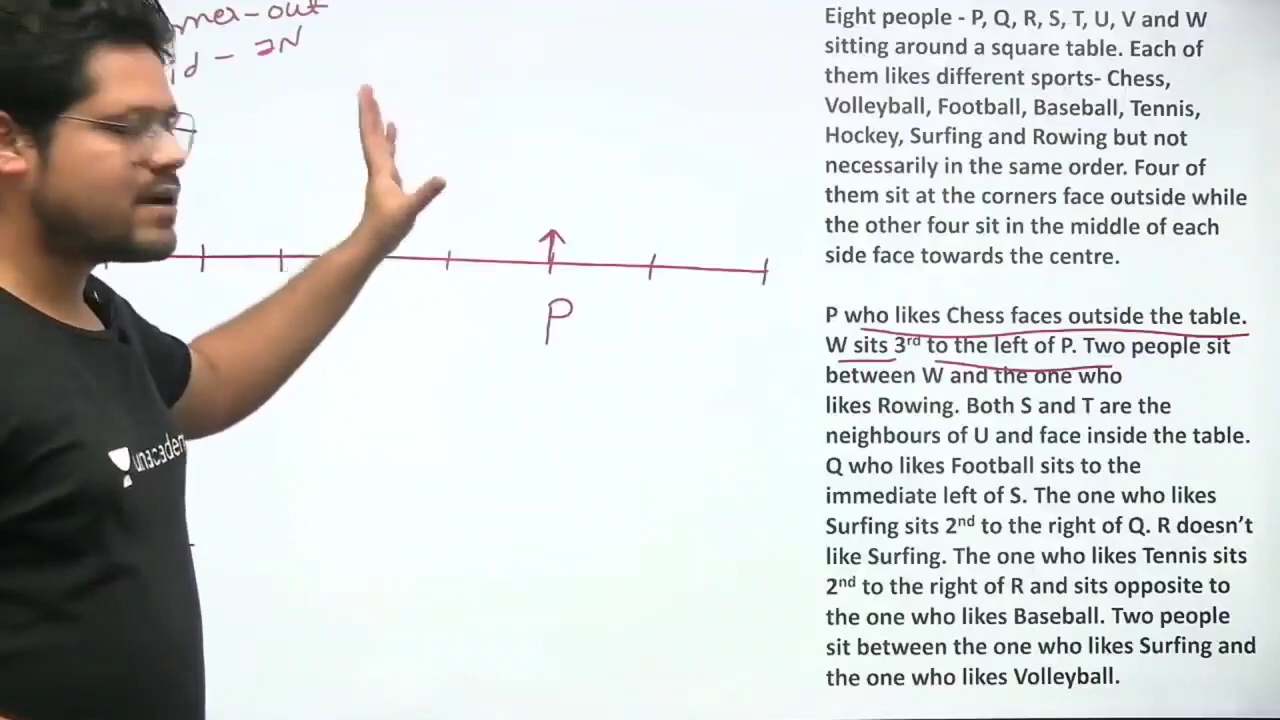 - out
- IN
P
unacademy
Eight people - P, Q, R, S, T, U, V and W
sitting around a square table. Each of
them likes different sports- Chess,
Volleyball, Football, Baseball, Tennis,
Hockey, Surfing and Rowing but not
necessarily in the same order. Four of
them sit at the corners face outside while
the other four sit in the middle of each
side face towards the centre.
P who likes Chess faces outside the table.
W sits 3rd to the left of P. Two people sit
between W and the one who
likes Rowing. Both S and T are the
neighbours of U and face inside the table.
Q who likes Football sits to the
immediate left of S. The one who likes
Surfing sits 2nd to the right of Q. R doesn't
like Surfing. The one who likes Tennis sits
2nd to the right of R and sits opposite to
the one who likes Baseball. Two people
sit between the one who likes Surfing and
the one who likes Volleyball.